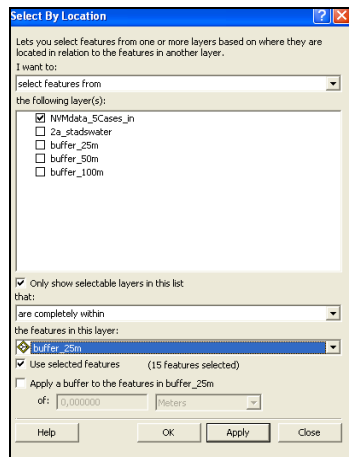 Select By Location
Lets you select features from one or more layers based on where they are
located in relation to the features in another layer.
I want to:
select features from
the following layer(s):
NVMdata_5Cases_in
2a_stadswater
buffer_25m
buffer_50m
buffer_100m
Only show selectable layers in this list
that:
are completely within
the features in this layer:
buffer_25m
Use selected features (15 features selected)
Apply a buffer to the features in buffer_25m
of: 0,000000 Meters
Help OK Apply Close